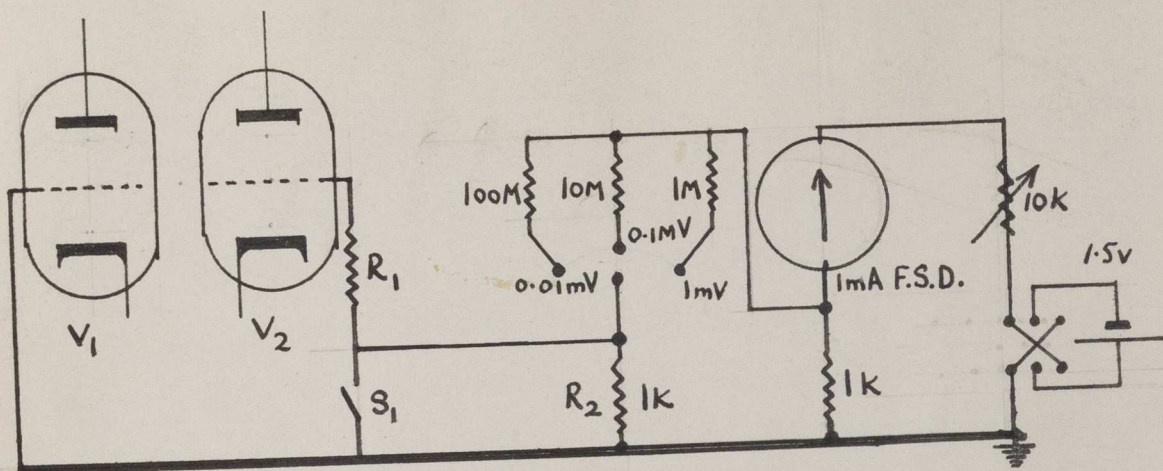 V₁
V₂
R₁
S₁
100M
10M
1M
0.01mV
0.1MV
1mV
R₂
1K
1mA F.S.D.
1K
10K
1.5v